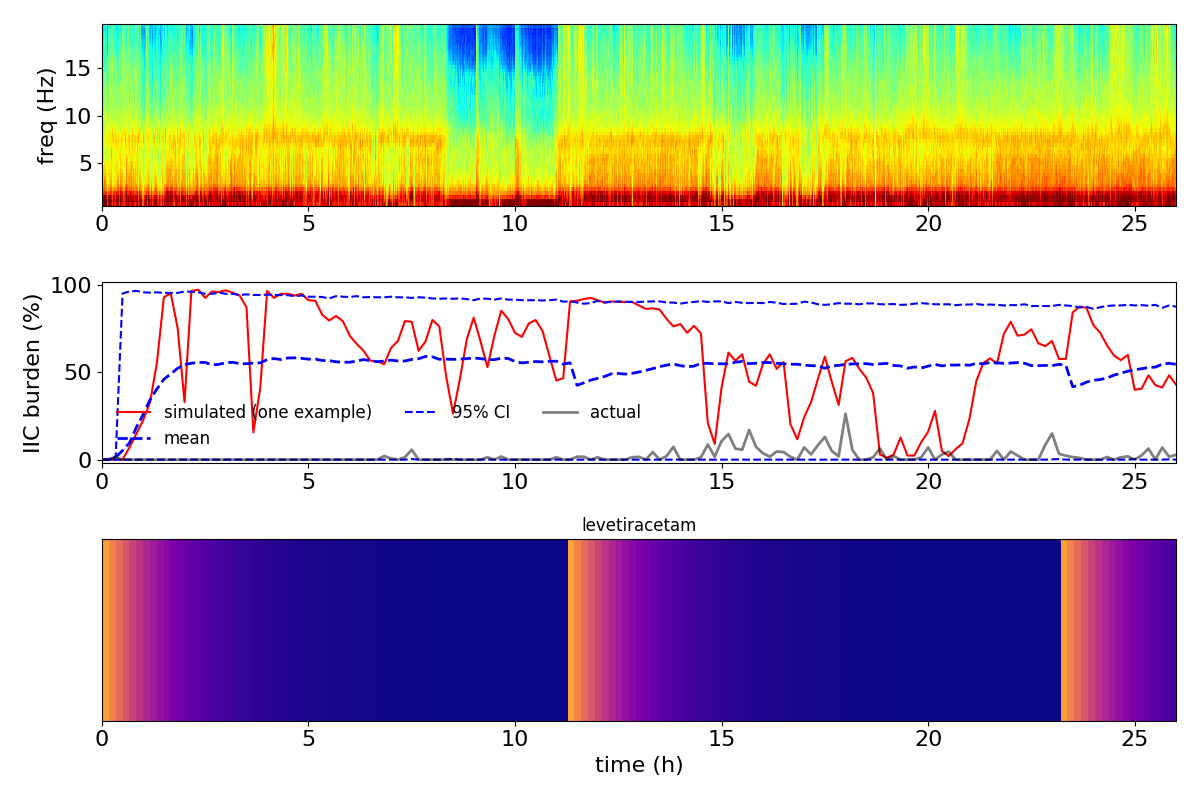 freq (Hz)
15
10
5
0 5 10 15 20 25
IIC burden (%)
100
50
0
simulated (one example) 95% CI actual
mean
0 5 10 15 20 25
levetiracetam
0 5 10 15 20 25
time (h)